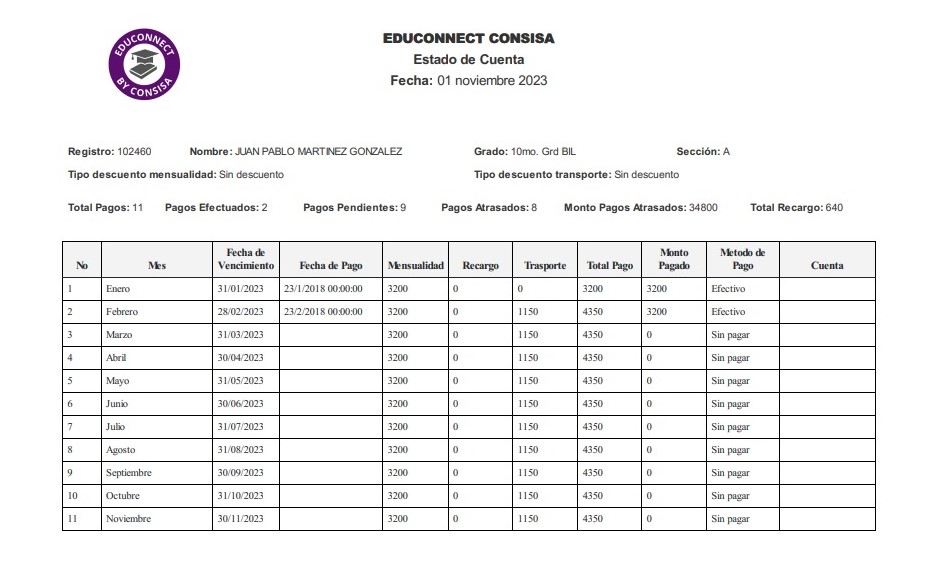 EDUCONNECT
BY CONSISA
EDUCONNECT CONSISA
Estado de Cuenta
Fecha: 01 noviembre 2023
Registro: 102460 Nombre: JUAN PABLO MARTINEZ GONZALEZ Grado: 10mo. Grd BIL Sección: A
Tipo descuento mensualidad: Sin descuento Tipo descuento transporte: Sin descuento
Total Pagos: 11 Pagos Efectuados: 2 Pagos Pendientes: 9 Pagos Atrasados: 8 Monto Pagos Atrasados: 34800 Total Recargo: 640
No Mes Fecha de Vencimiento Fecha de Pago Mensualidad Recargo Trasporte Total Pago Monto Pagado Metodo de Pago Cuenta
1 Enero 31/01/2023 23/1/2018 00:00:00 3200 0 0 3200 3200 Efectivo
2 Febrero 28/02/2023 23/2/2018 00:00:00 3200 0 1150 4350 3200 Efectivo
3 Marzo 31/03/2023 3200 0 1150 4350 0 Sin pagar
4 Abril 30/04/2023 3200 0 1150 4350 0 Sin pagar
5 Mayo 31/05/2023 3200 0 1150 4350 0 Sin pagar
6 Junio 30/06/2023 3200 0 1150 4350 0 Sin pagar
7 Julio 31/07/2023 3200 0 1150 4350 0 Sin pagar
8 Agosto 31/08/2023 3200 0 1150 4350 0 Sin pagar
9 Septiembre 30/09/2023 3200 0 1150 4350 0 Sin pagar
10 Octubre 31/10/2023 3200 0 1150 4350 0 Sin pagar
11 Noviembre 30/11/2023 3200 0 1150 4350 0 Sin pagar